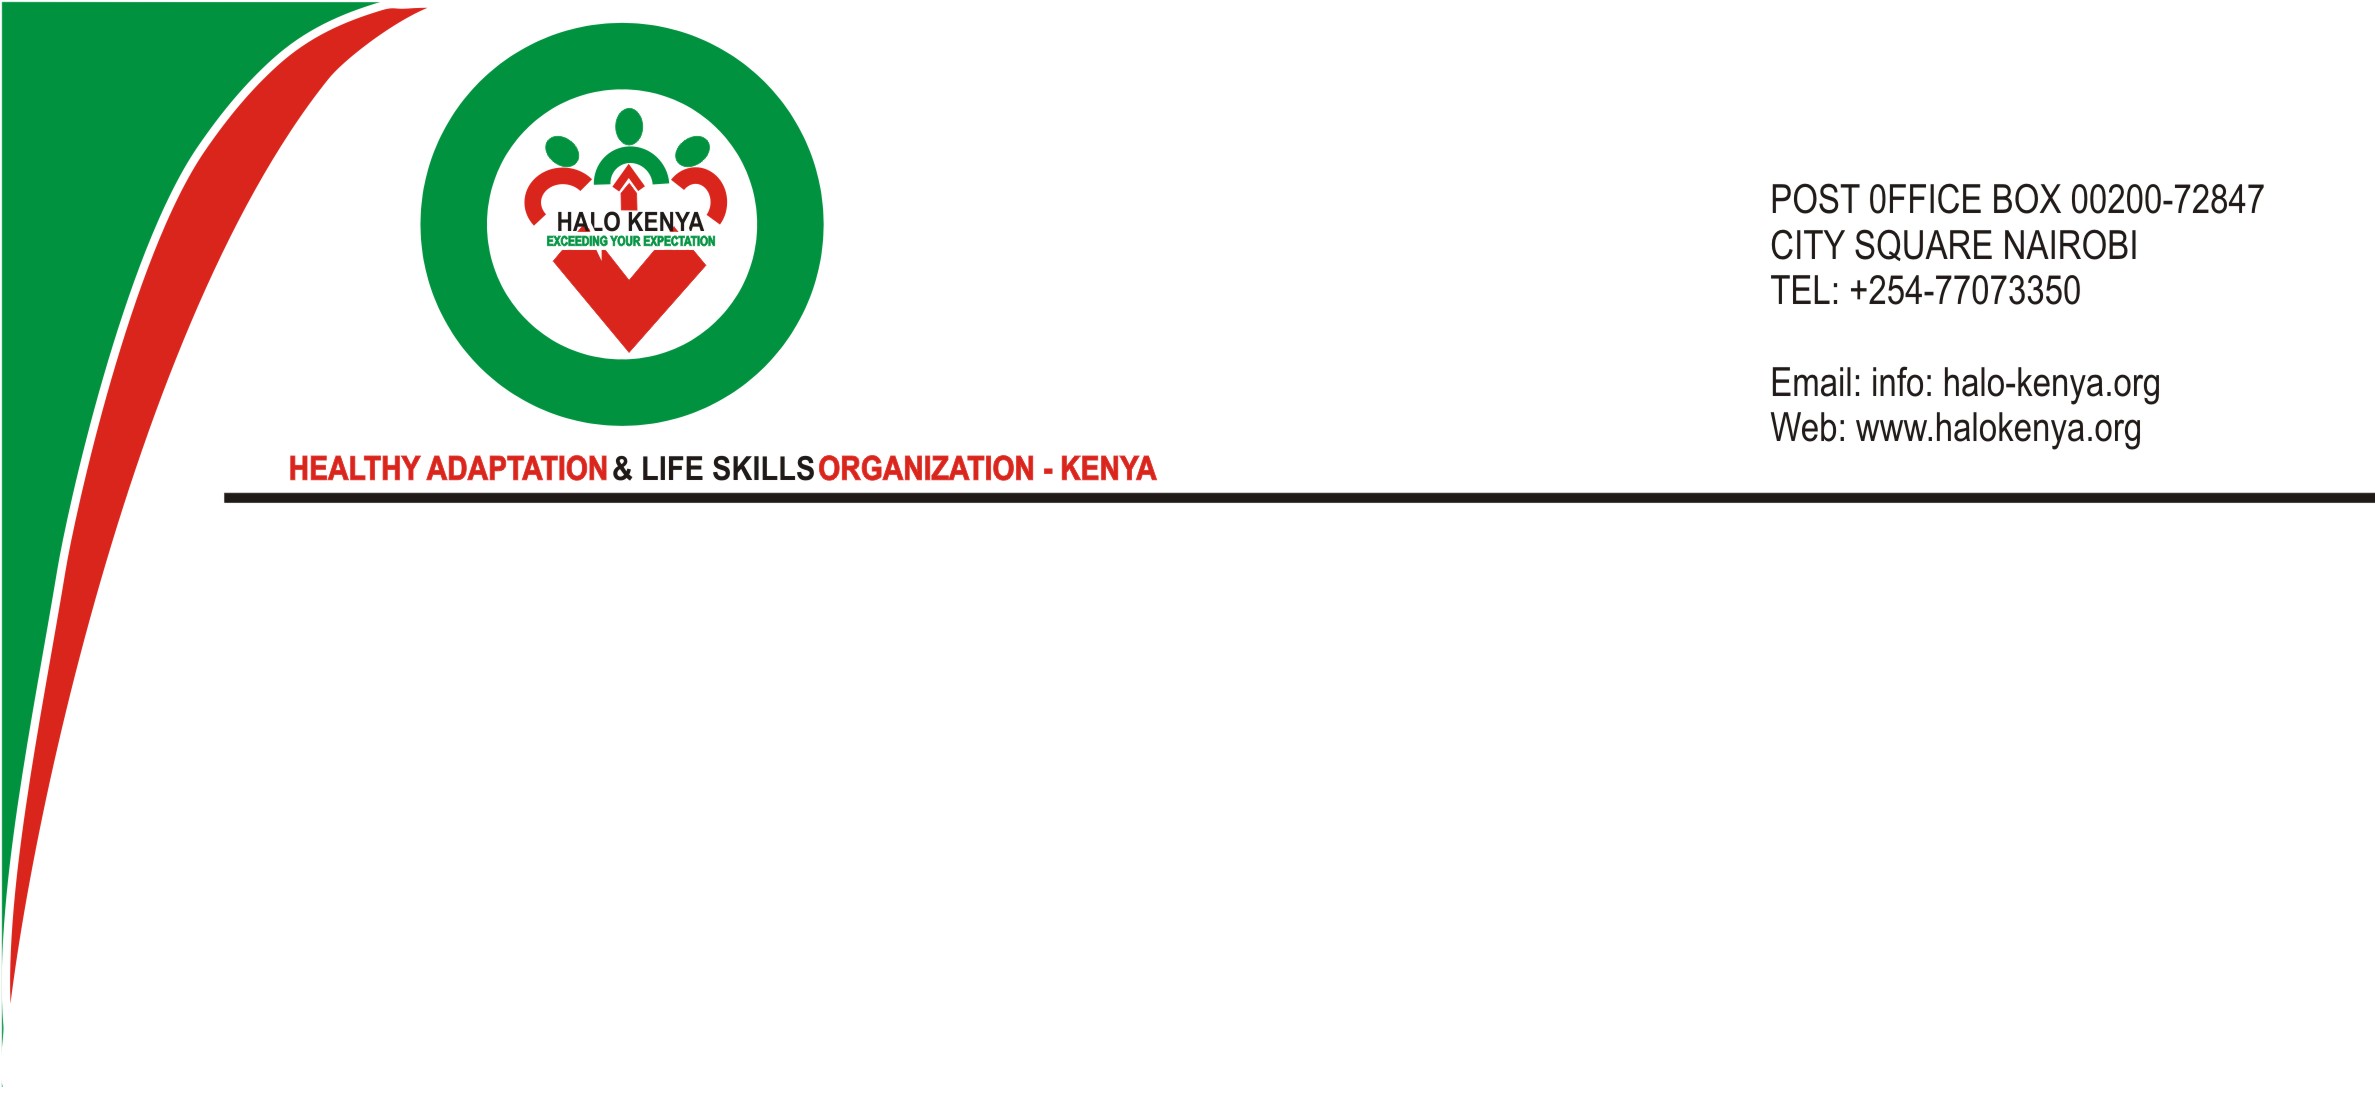 HALO KENYA
EXCEEDING YOUR EXPECTATION
HEALTHY ADAPTATION & LIFE SKILLS ORGANIZATION - KENYA
POST 0FFICE BOX 00200-72847
CITY SQUARE NAIROBI
TEL: +254-77073350
Email: info: halo-kenya.org
Web: www.halokenya.org